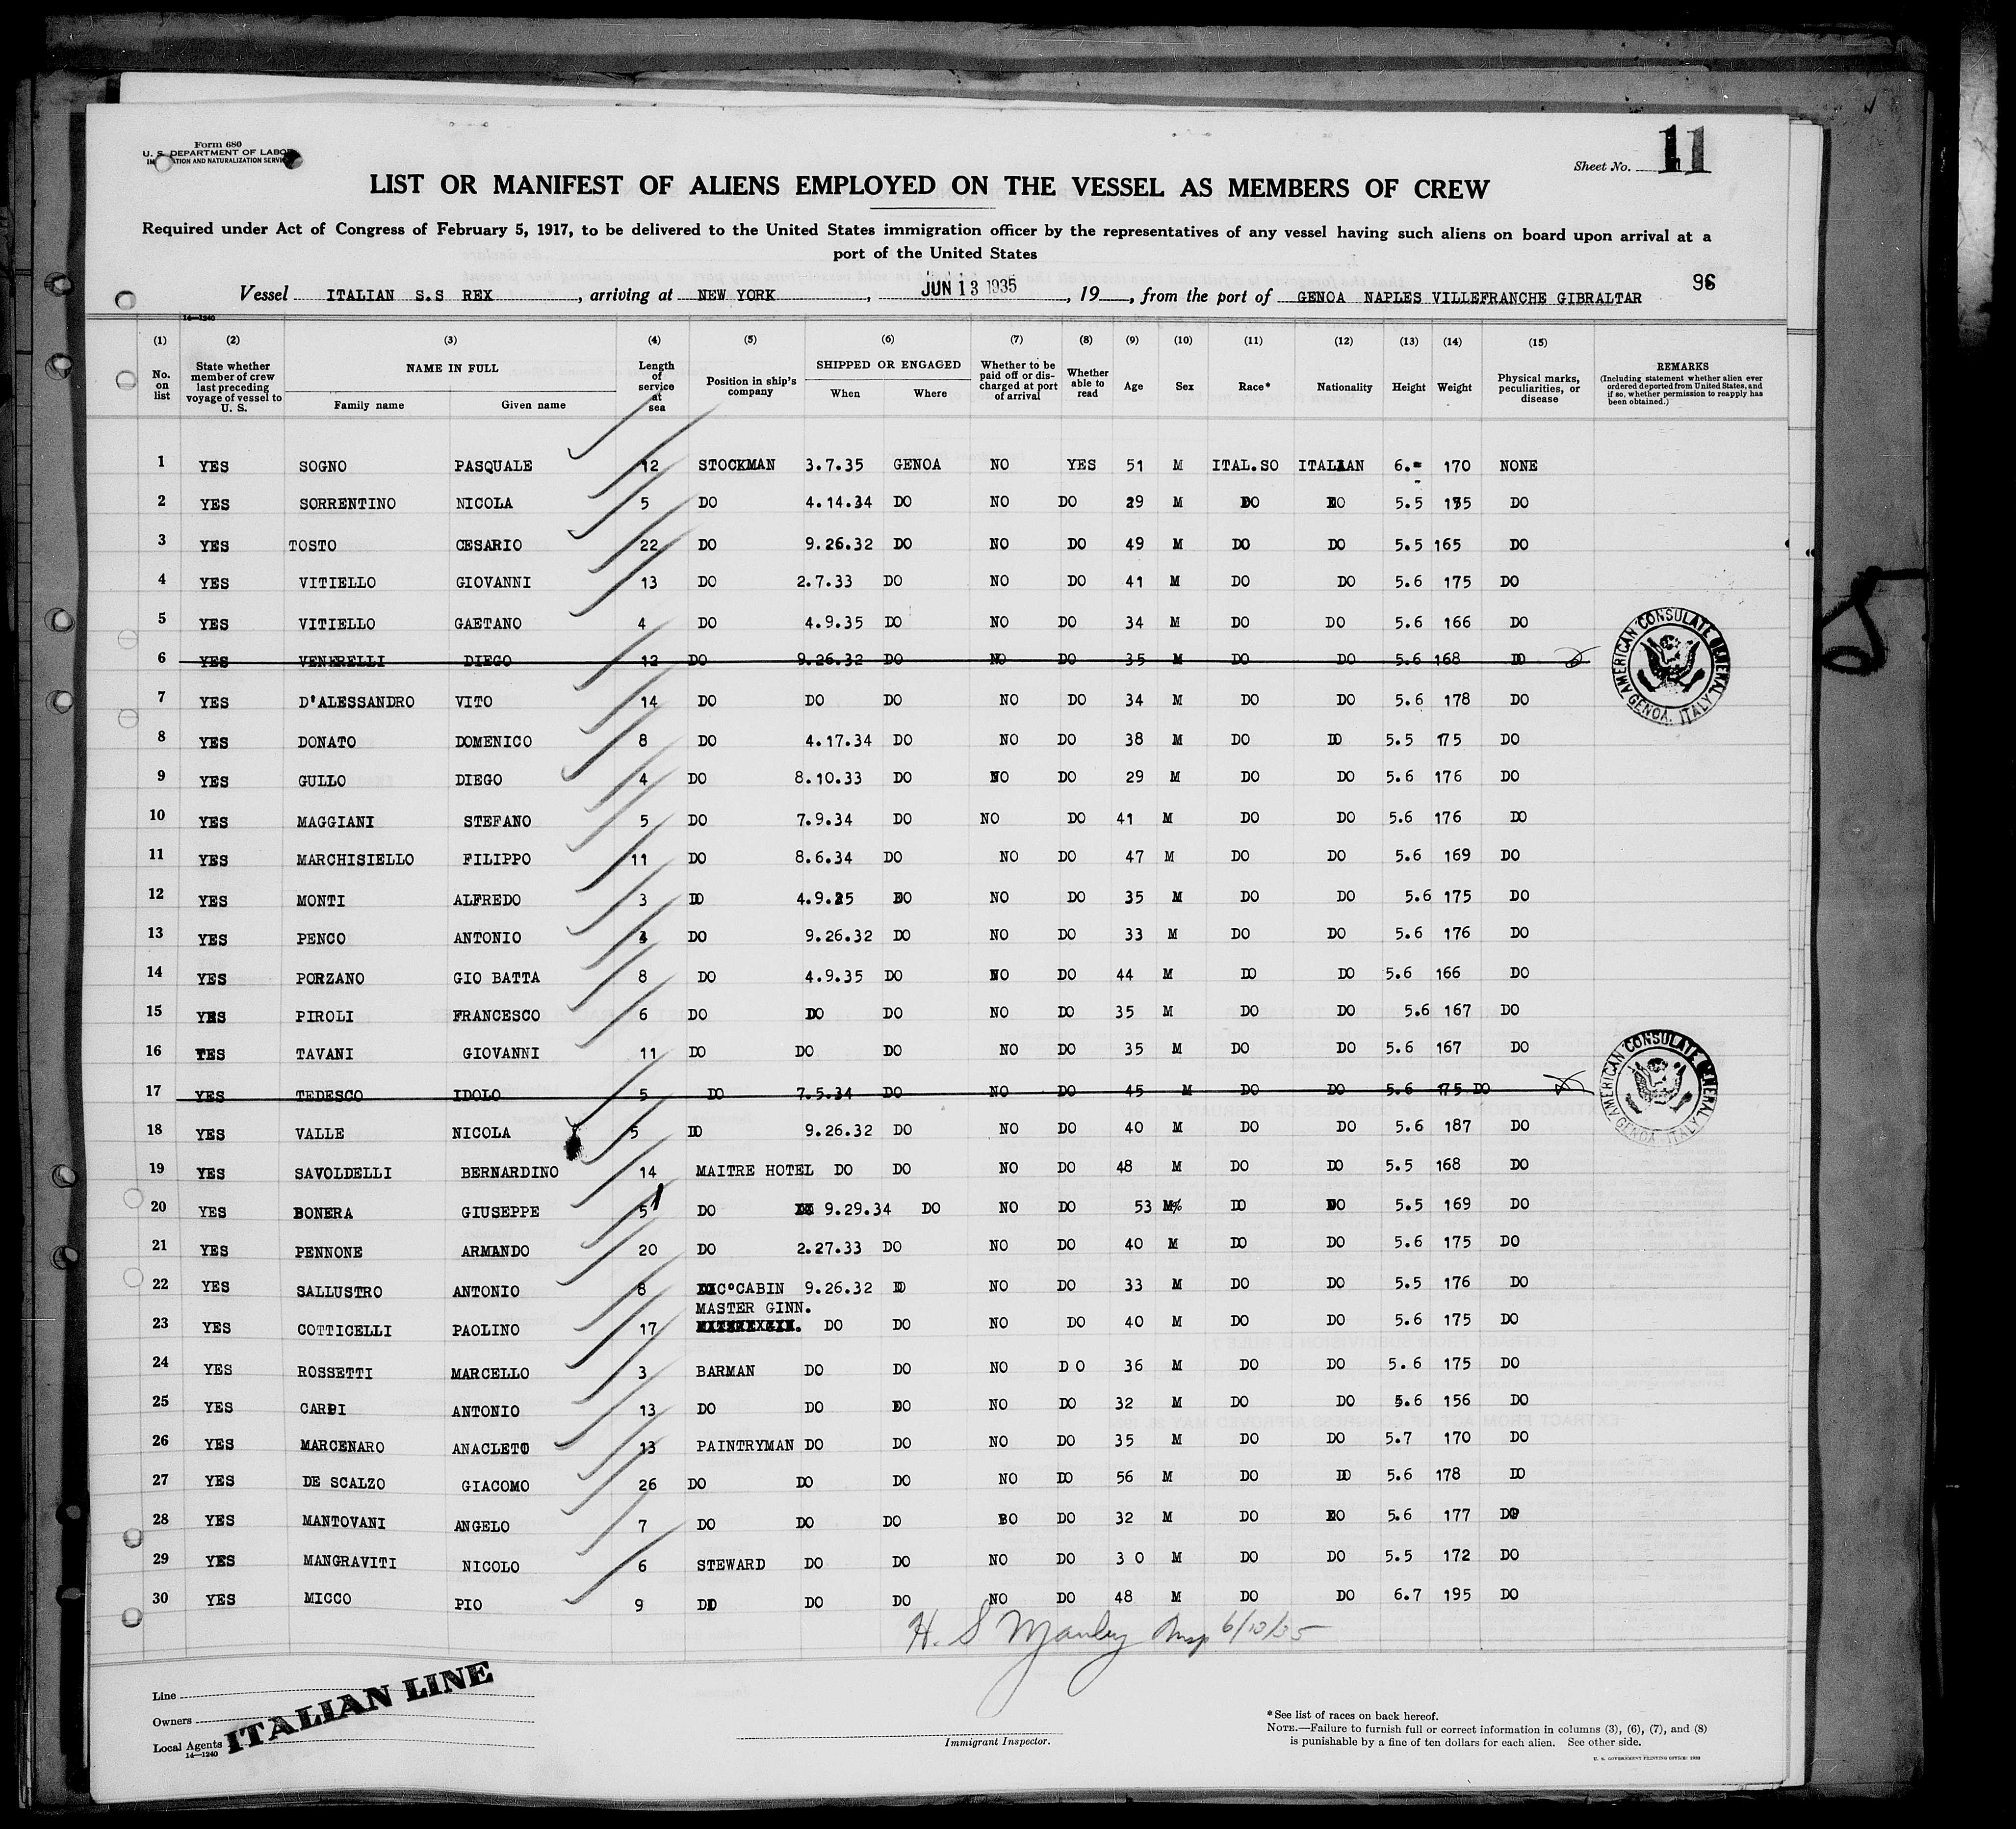 Form 680
U. S. DEPARTMENT OF LABOR
Sheet No. 11
LIST OR MANIFEST OF ALIENS EMPLOYED ON THE VESSEL AS MEMBERS OF CREW
Required under Act of Congress of February 5, 1917, to be delivered to the United States immigration officer by the representatives of any vessel having such aliens on board upon arrival at a
port of the United States
96
Vessel ITALIAN S.S REX, arriving at NEW YORK, JUN 13 1935, 19, from the port of GENOA NAPLES VILLEFRANCHE GIBRALTAR
14—1240
(1) (2) (3) (4) (5) (6) (7) (8) (9) (10) (11) (12) (13) (14) (15)
No. on list
State whether member of crew last preceding voyage of vessel to U. S.
NAME IN FULL
Family name Given name
Length of service at sea
Position in ship's company
SHIPPED OR ENGAGED
When Where
Whether to be paid off or discharged at port of arrival
Whether able to read
Age Sex Race* Nationality Height Weight
Physical marks, peculiarities, or disease
REMARKS
(Including statement whether alien ever ordered deported from United States, and if so, whether permission to reapply has been obtained.)
1 YES SOGNO PASQUALE 12 STOCKMAN 3.7.35 GENOA NO YES 51 M ITAL.SO ITALIAN 6.- 170 NONE
2 YES SORRENTINO NICOLA 5 DO 4.14.34 DO NO DO 29 M DO DO 5.5 DO
3 YES TOSTO CESARIO 22 DO 9.26.32 DO NO DO 49 M DO DO 5.5 165 DO
4 YES VITIELLO GIOVANNI 13 DO 2.7.33 DO NO DO 41 M DO DO 5.6 175 DO
5 YES VITIELLO GAETANO 4 DO 4.9.35 DO NO DO 34 M DO DO 5.6 166 DO
6 YES VENERELLI DIEGO 12 DO 9.26.32 DO NO DO 35 M DO DO 5.6 168 DO
7 YES D'ALESSANDRO VITO 14 DO DO DO NO DO 34 M DO DO 5.6 178 DO
8 YES DONATO DOMENICO 8 DO 4.17.34 DO NO DO 38 M DO DO 5.5 175 DO
9 YES GULLO DIEGO 4 DO 8.10.33 DO NO DO 29 M DO DO 5.6 176 DO
10 YES MAGGIANI STEFANO 5 DO 7.9.34 DO NO DO 41 M DO DO 5.6 176 DO
11 YES MARCHISIELLO FILIPPO 11 DO 8.6.34 DO NO DO 47 M DO DO 5.6 169 DO
12 YES MONTI ALFREDO 3 DO 4.9.25 DO NO DO 35 M DO DO 5.6 175 DO
13 YES PENCO ANTONIO DO 9.26.32 DO NO DO 33 M DO DO 5.6 176 DO
14 YES PORZANO GIO BATTA 8 DO 4.9.35 DO NO DO 44 M DO DO 5.6 166 DO
15 YES PIROLI FRANCESCO 6 DO DO DO NO DO 35 M DO DO 5.6 167 DO
16 YES TAVANI GIOVANNI 11 DO DO DO NO DO 35 M DO DO 5.6 167 DO
17 YES TEDESCO IDOLO 5 DO 7.5.34 DO NO DO 45 M DO DO 5.6 175 DO
18 YES VALLE NICOLA 5 DO 9.26.32 DO NO DO 40 M DO DO 5.6 187 DO
19 YES SAVOLDELLI BERNARDINO 14 MAITRE HOTEL DO DO NO DO 48 M DO DO 5.5 168 DO
20 YES BONERA GIUSEPPE 5 DO 9.29.34 DO NO DO 53 M% DO DO 5.5 169 DO
21 YES PENNONE ARMANDO 20 DO 2.27.33 DO NO DO 40 M DO DO 5.6 175 DO
22 YES SALLUSTRO ANTONIO 8 C°CABIN 9.26.32 DO NO DO 33 M DO DO 5.5 176 DO
MASTER GINN.
23 YES COTTICELLI PAOLINO 17 DO DO NO DO 40 M DO DO 5.6 175 DO
24 YES ROSSETTI MARCELLO 3 BARMAN DO DO NO D O 36 M DO DO 5.6 175 DO
25 YES CARDI ANTONIO 13 DO DO DO NO DO 32 M DO DO 5.6 156 DO
26 YES MARCENARO ANACLETO 13 PAINTRYMAN DO DO NO DO 35 M DO DO 5.7 170 DO
27 YES DE SCALZO GIACOMO 26 DO DO DO NO DO 56 M DO DO 5.6 178 DO
28 YES MANTOVANI ANGELO 7 DO DO DO BO DO 32 M DO DO 5.6 177 DO
29 YES MANGRAVITI NICOLO 6 STEWARD DO DO NO DO 3 0 M DO DO 5.5 172 DO
30 YES MICCO PIO 9 DO DO DO NO DO 48 M DO DO 6.7 195 DO
AMERICAN CONSULATE GENERAL GENOA, ITALY
AMERICAN CONSULATE GENERAL GENOA, ITALY
H. S Manley Insp 6/13/35
Line
Owners
Local Agents
14—1240
ITALIAN LINE
Immigrant Inspector.
*See list of races on back hereof.
NOTE.—Failure to furnish full or correct information in columns (3), (6), (7), and (8)
is punishable by a fine of ten dollars for each alien. See other side.